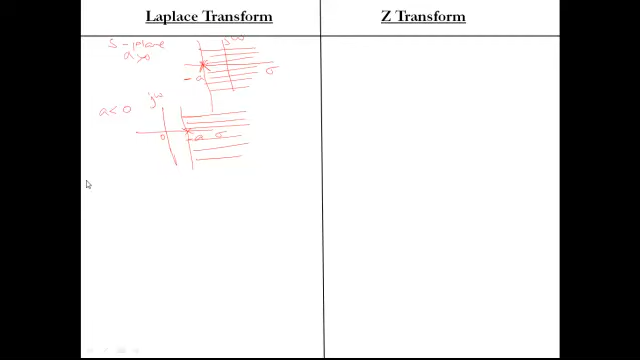 Laplace Transform
Z Transform
S-plane
a>0
jω
-a
σ
a<0
jω
0
-a
σ